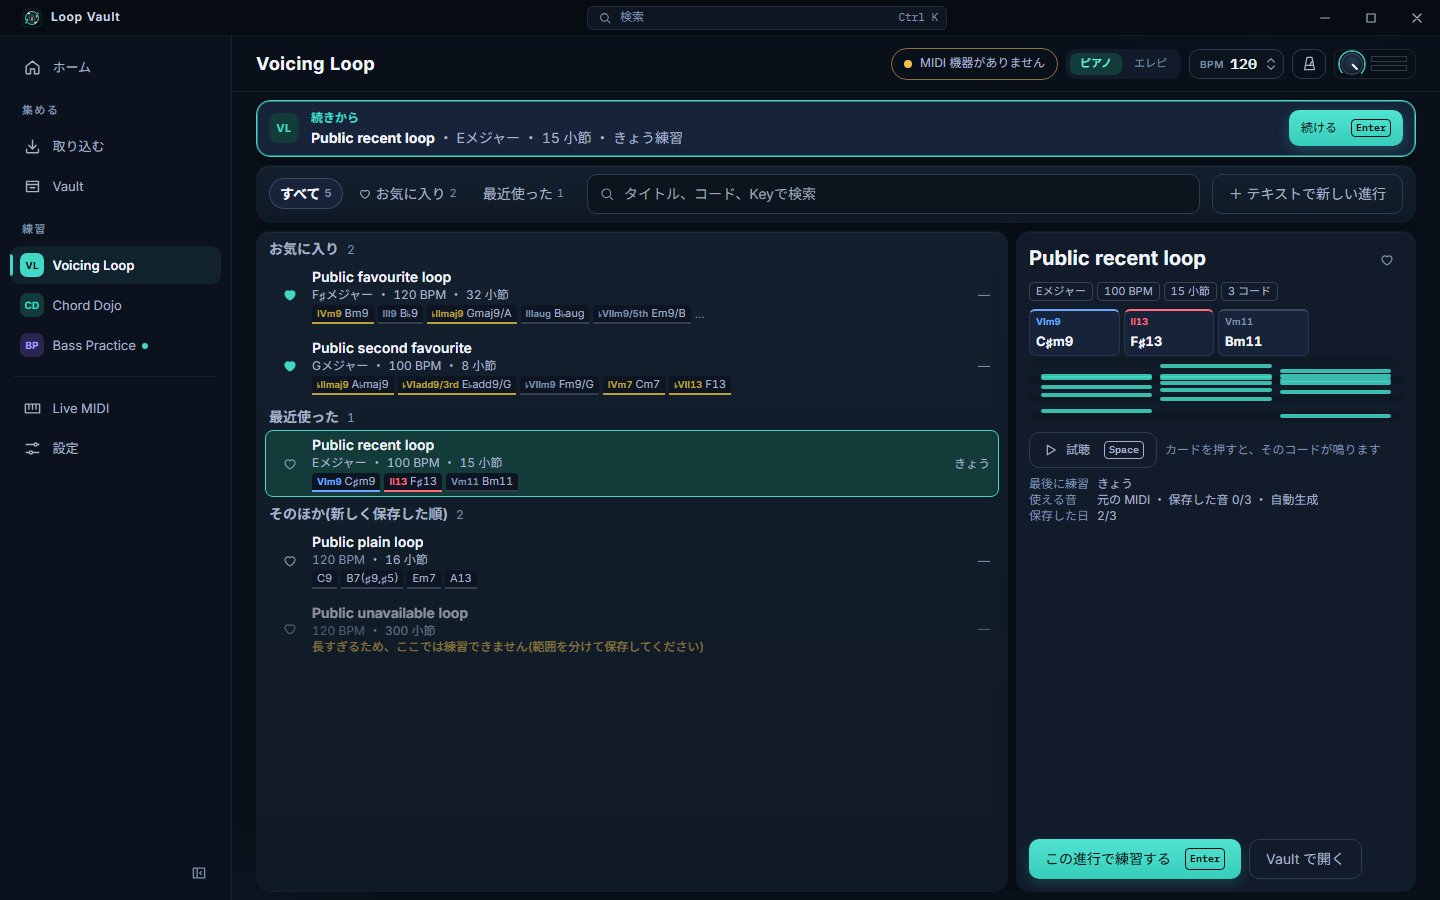 Loop Vault
検索 Ctrl K
ホーム
集める
取り込む
Vault
練習
VL Voicing Loop
CD Chord Dojo
BP Bass Practice
Live MIDI
設定
Voicing Loop
MIDI 機器がありません
ピアノ エレピ
BPM 120
VL
続きから
Public recent loop ・ Eメジャー ・ 15 小節 ・ きょう練習
続ける Enter
すべて 5 お気に入り 2 最近使った 1
タイトル、コード、Keyで検索
＋ テキストで新しい進行
お気に入り 2
Public favourite loop
F♯メジャー ・ 120 BPM ・ 32 小節
—
IVm9 Bm9 III9 B♭9 ♭IImaj9 Gmaj9/A IIIaug B♭aug ♭VIIm9/5th Em9/B …
Public second favourite
Gメジャー ・ 100 BPM ・ 8 小節
—
♭IImaj9 A♭maj9 ♭VIadd9/3rd E♭add9/G ♭VIIm9 Fm9/G IVm7 Cm7 ♭VII13 F13
最近使った 1
Public recent loop
Eメジャー ・ 100 BPM ・ 15 小節
きょう
VIm9 C♯m9 II13 F♯13 Vm11 Bm11
そのほか(新しく保存した順) 2
Public plain loop
120 BPM ・ 16 小節
—
C9 B7(♯9,♯5) Em7 A13
Public unavailable loop
120 BPM ・ 300 小節
—
長すぎるため、ここでは練習できません(範囲を分けて保存してください)
Public recent loop
Eメジャー 100 BPM 15 小節 3 コード
VIm9 II13 Vm11
C♯m9 F♯13 Bm11
試聴 Space カードを押すと、そのコードが鳴ります
最後に練習 きょう
使える音 元の MIDI ・ 保存した音 0/3 ・ 自動生成
保存した日 2/3
この進行で練習する Enter
Vault で開く